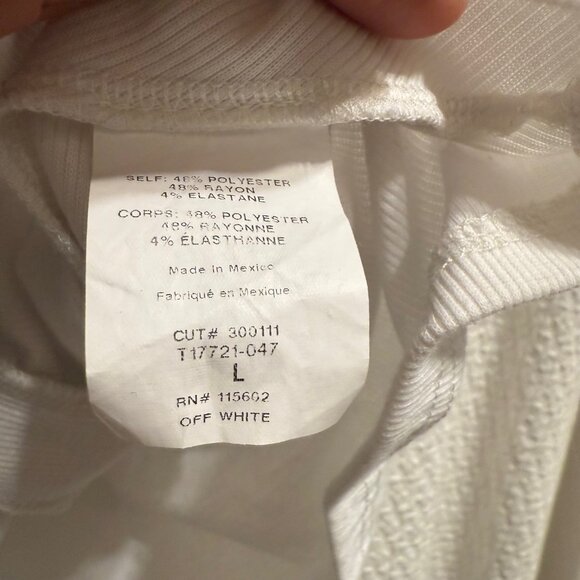 SELF: 48% POLYESTER
48% RAYON
4% ELASTANE
CORPS: 48% POLYESTER
48% RAYONNE
4% ÉLASTHANNE
Made in Mexico
Fabriqué en Mexique
CUT# 300111
T17721-047
L
RN# 115602
OFF WHITE